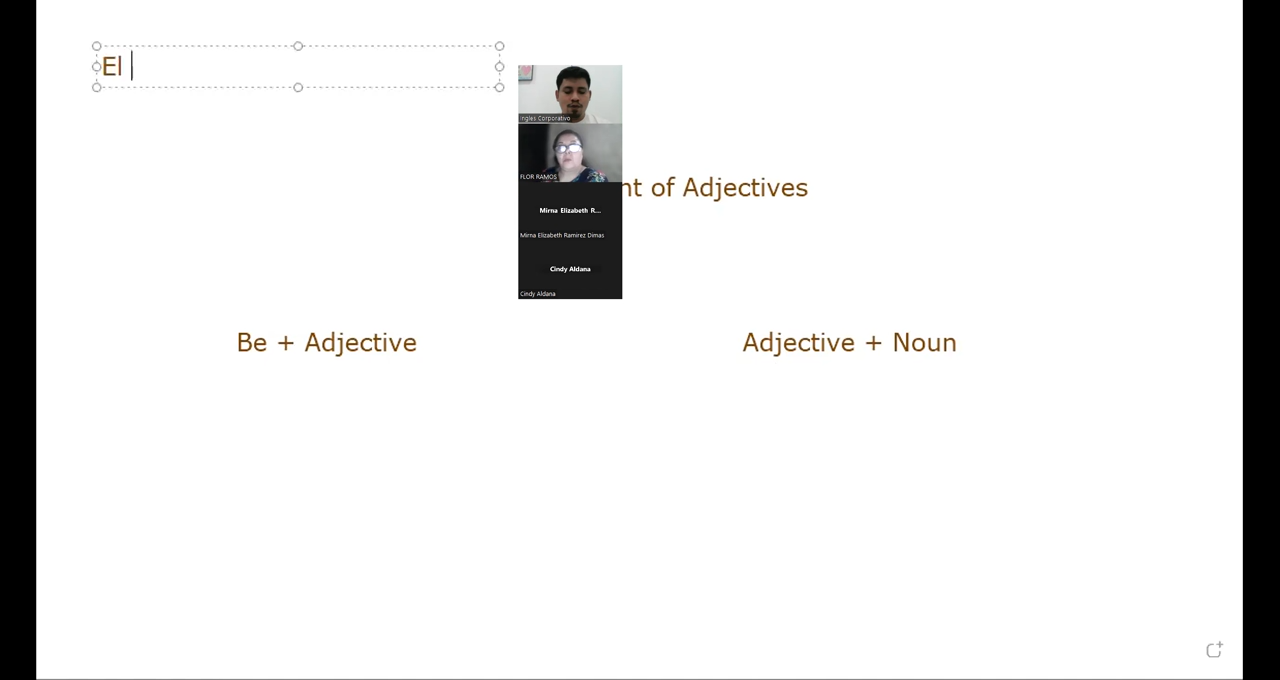 El
Ingles Corporativo
FLOR RAMOS
nt of Adjectives
Mirna Elizabeth R...
Mirna Elizabeth Ramirez Dimas
Cindy Aldana
Cindy Aldana
Be + Adjective
Adjective + Noun